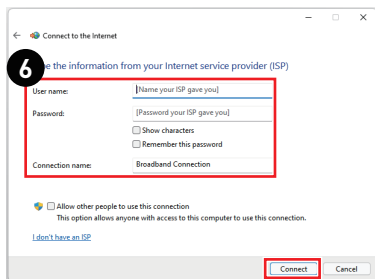 Connect to the Internet
6
e the information from your Internet service provider (ISP)
User name:
[Name your ISP gave you]
Password:
[Password your ISP gave you]
Show characters
Remember this password
Connection name:
Broadband Connection
Allow other people to use this connection
This option allows anyone with access to this computer to use this connection.
I don't have an ISP
Connect
Cancel